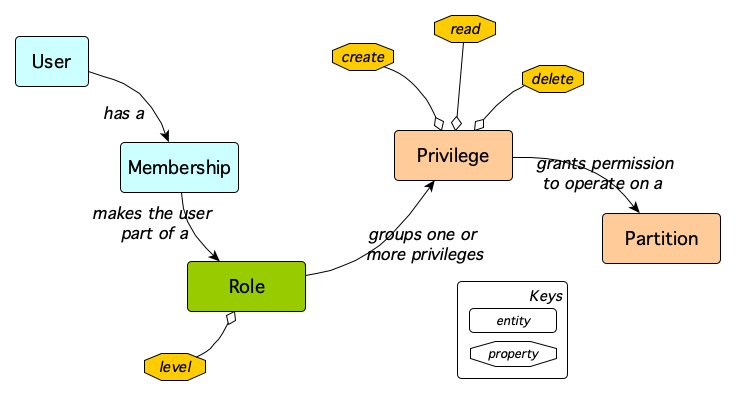 User
has a
Membership
makes the user
part of a
Role
level
groups one or
more privileges
create
read
delete
Privilege
grants permission
to operate on a
Partition
Keys
entity
property